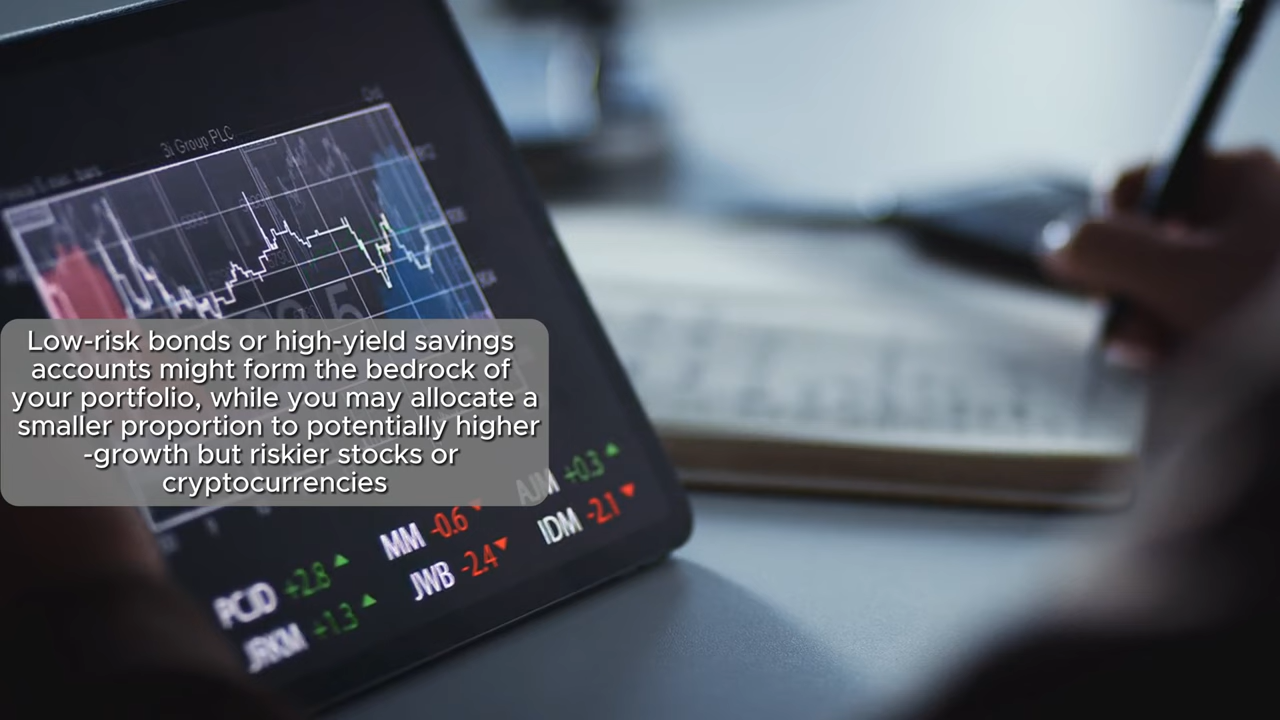 3i Group PLC
Low-risk bonds or high-yield savings
accounts might form the bedrock of
your portfolio, while you may allocate a
smaller proportion to potentially higher
-growth but riskier stocks or
cryptocurrencies
AJM +0.3
MM -0.6
IDM -2.1
PCJD +2.8
JWB -2.4
JRKM +1.3